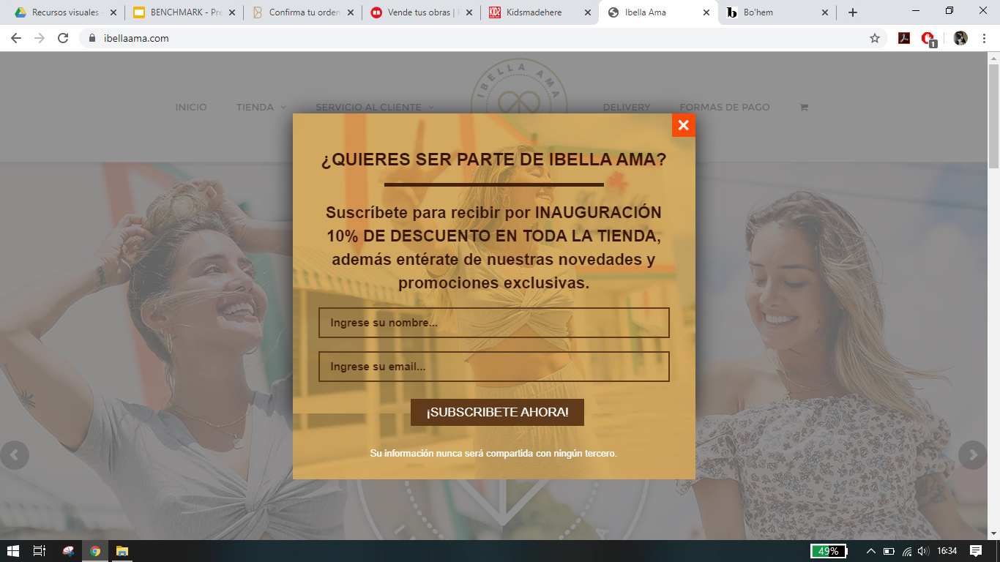 Recursos visuales -
BENCHMARK - Pre
Confirma tu orden
Vende tus obras |
Kidsmadehere
Ibella Ama
Bo'hem
ibellaama.com
1
IBELLA AMA
INICIO
TIENDA
SERVICIO AL CLIENTE
DELIVERY
FORMAS DE PAGO
¿QUIERES SER PARTE DE IBELLA AMA?
Suscríbete para recibir por INAUGURACIÓN
10% DE DESCUENTO EN TODA LA TIENDA,
además entérate de nuestras novedades y
promociones exclusivas.
Ingrese su nombre...
Ingrese su email...
¡SUBSCRIBETE AHORA!
Su información nunca será compartida con ningún tercero.
49%
16:34